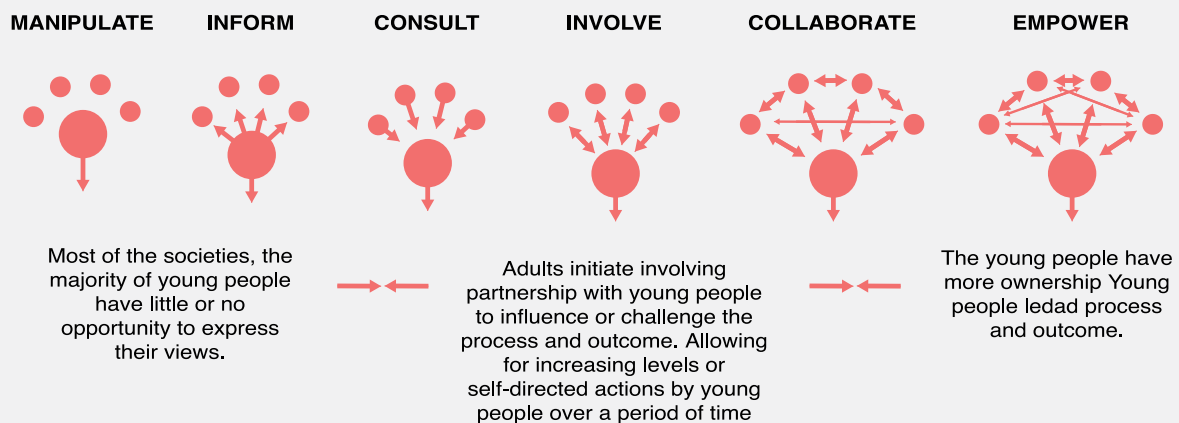 MANIPULATE
INFORM
CONSULT
INVOLVE
COLLABORATE
EMPOWER
Most of the societies, the
majority of young people
have little or no
opportunity to express
their views.
Adults initiate involving
partnership with young people
to influence or challenge the
process and outcome. Allowing
for increasing levels or
self-directed actions by young
people over a period of time
The young people have
more ownership Young
people ledad process
and outcome.